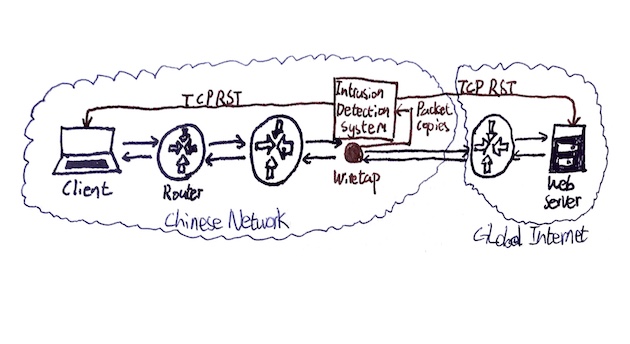 TCP RST
Intrusion
Detection
System
TCP RST
Packet
copies
Client
Router
Wiretap
Web
Server
Chinese Network
Global Internet